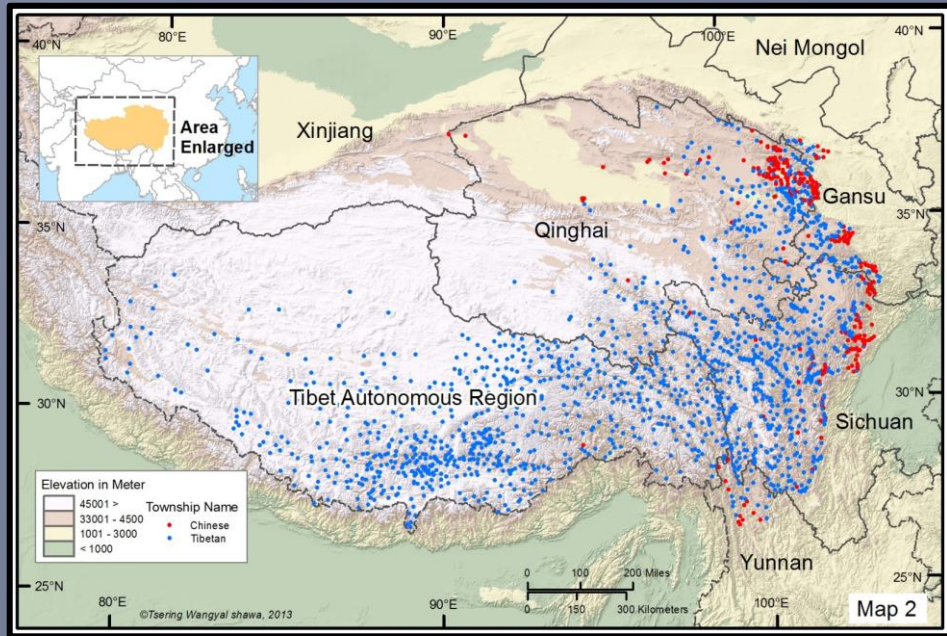 80°E
90°E
100°E
40°N
40°N
Nei Mongol
Area
Enlarged
Xinjiang
Gansu
35°N
35°N
Qinghai
Tibet Autonomous Region
30°N
30°N
Sichuan
Elevation in Meter
45001 >
33001 - 4500
1001 - 3000
< 1000
Township Name
Chinese
Tibetan
Yunnan
0 100 200 Miles
0 150 300 Kilometers
25°N
25°N
80°E
©Tsering Wangyal shawa, 2013
90°E
100°E
Map 2